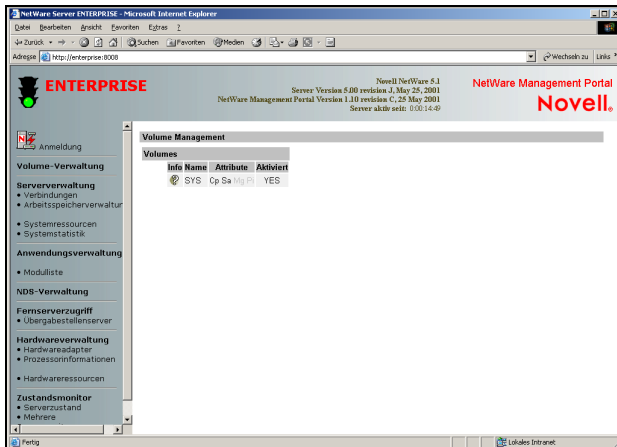 NetWare Server ENTERPRISE - Microsoft Internet Explorer
Datei Bearbeiten Ansicht Favoriten Extras ?
Zurück Suchen Favoriten Medien
Adresse http://enterprise:8008 Wechseln zu Links
ENTERPRISE
Novell NetWare 5.1
Server Version 5.00 revision J, May 25, 2001
NetWare Management Portal Version 1.10 revision C, 25 May 2001
Server aktiv seit: 0:00:14:49
NetWare Management Portal
Novell®
Anmeldung
Volume-Verwaltung
Serververwaltung
• Verbindungen
• Arbeitsspeicherverwaltur
• Systemressourcen
• Systemstatistik
Anwendungsverwaltung
• Modulliste
NDS-Verwaltung
Fernserverzugriff
• Übergabestellenserver
Hardwareverwaltung
• Hardwareadapter
• Prozessorinformationen
• Hardwareressourcen
Zustandsmonitor
• Serverzustand
• Mehrere
Volume Management
Volumes
Info Name Attribute Aktiviert
SYS Cp Sa Mg Pi YES
Fertig Lokales Intranet